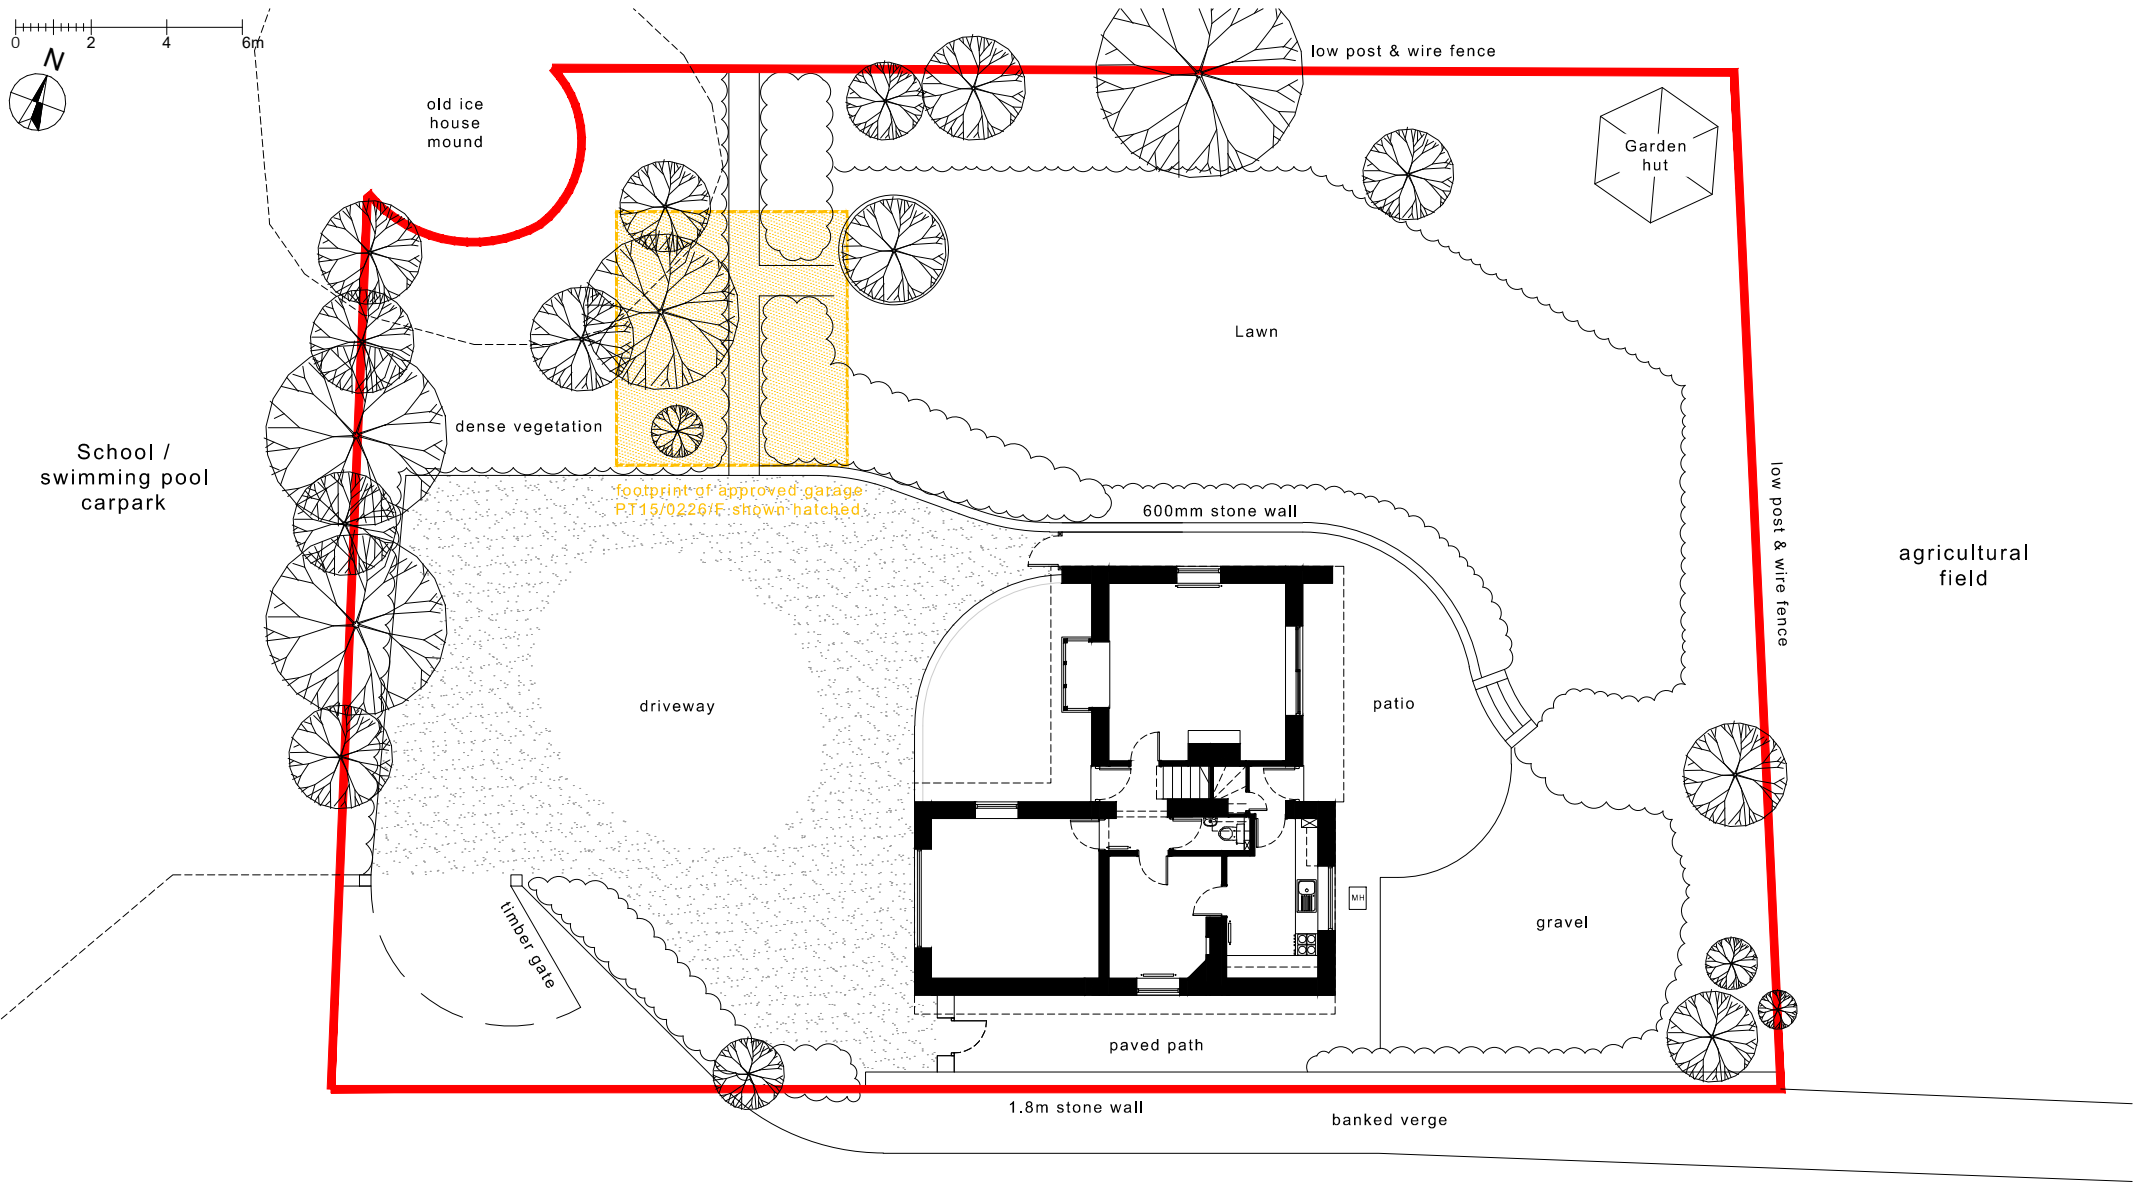 0 2 4 6m
N
old ice
house
mound
low post & wire fence
Garden
hut
Lawn
School /
swimming pool
carpark
dense vegetation
footprint of approved garage
PT15/0226/F shown hatched
600mm stone wall
low post & wire fence
agricultural
field
driveway
patio
MH
timber gate
gravel
paved path
1.8m stone wall
banked verge